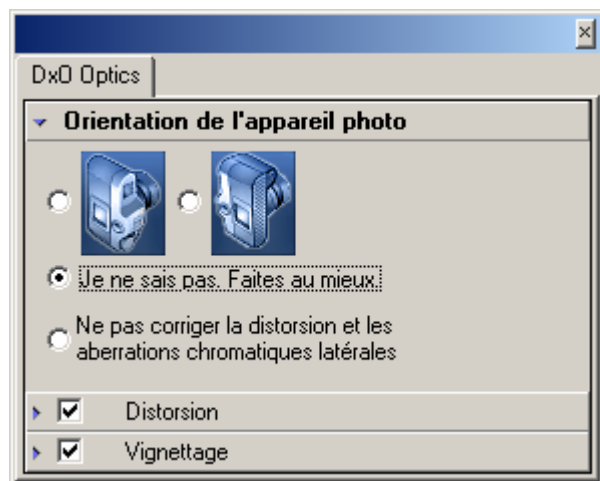 DxO Optics
Orientation de l'appareil photo
Je ne sais pas. Faites au mieux.
Ne pas corriger la distorsion et les
aberrations chromatiques latérales
Distorsion
Vignettage